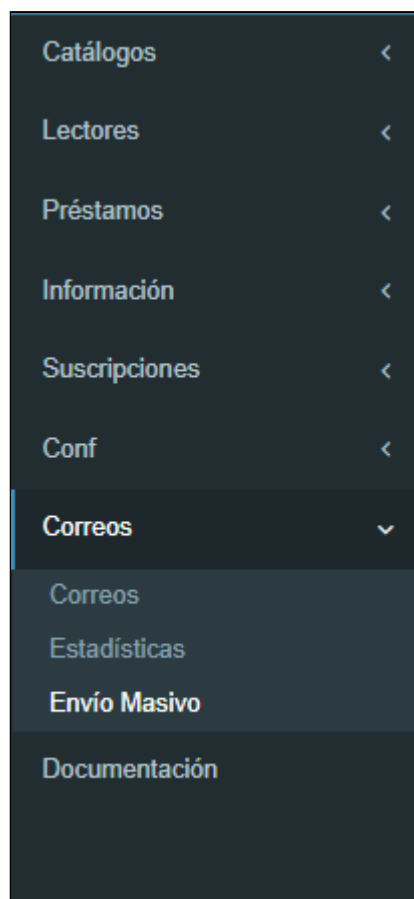 Catálogos
Lectores
Préstamos
Información
Suscripciones
Conf
Correos
Correos
Estadísticas
Envío Masivo
Documentación